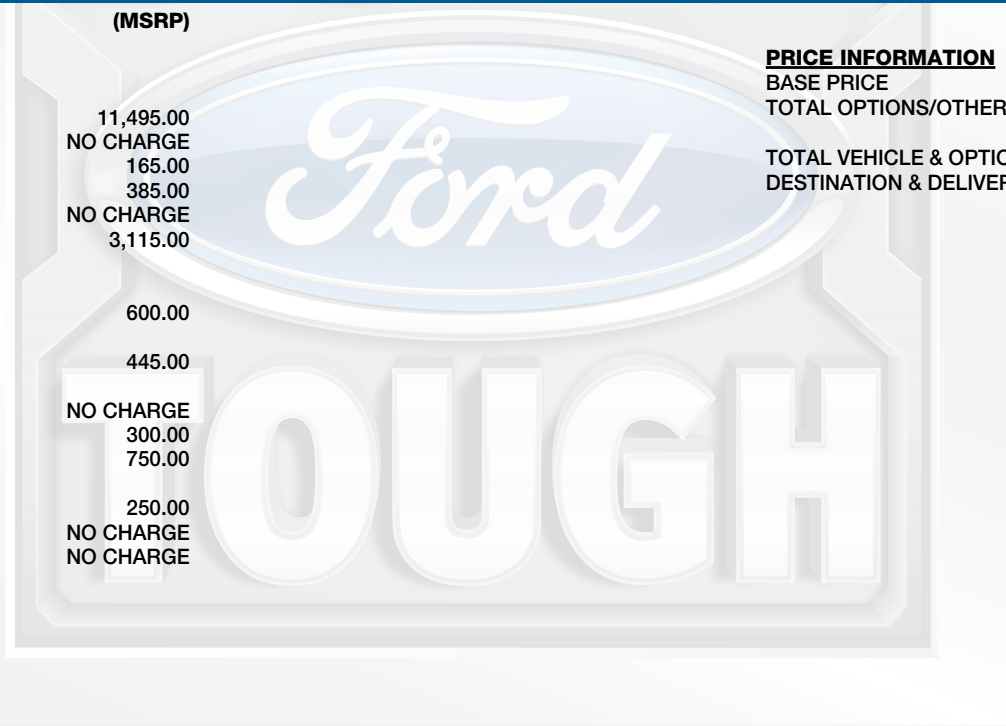 (MSRP)
11,495.00
NO CHARGE
165.00
385.00
NO CHARGE
3,115.00
600.00
445.00
NO CHARGE
300.00
750.00
250.00
NO CHARGE
NO CHARGE
PRICE INFORMATION
BASE PRICE
TOTAL OPTIONS/OTHER
TOTAL VEHICLE & OPTIO
DESTINATION & DELIVER
Ford
TOUGH